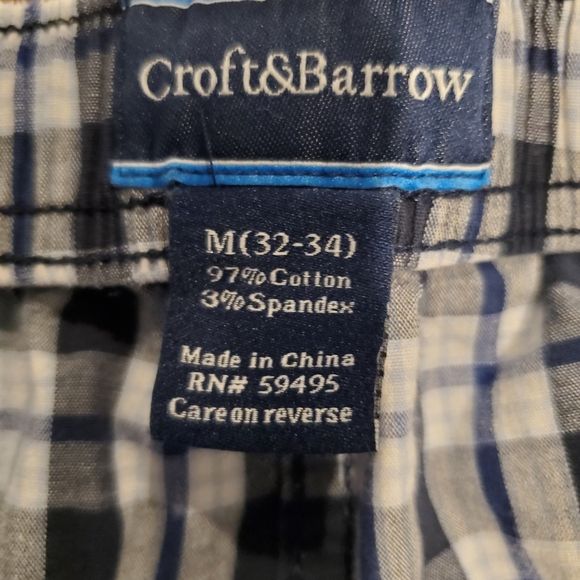 Croft&Barrow
M(32-34)
97% Cotton
3% Spandex
Made in China
RN# 59495
Care on reverse